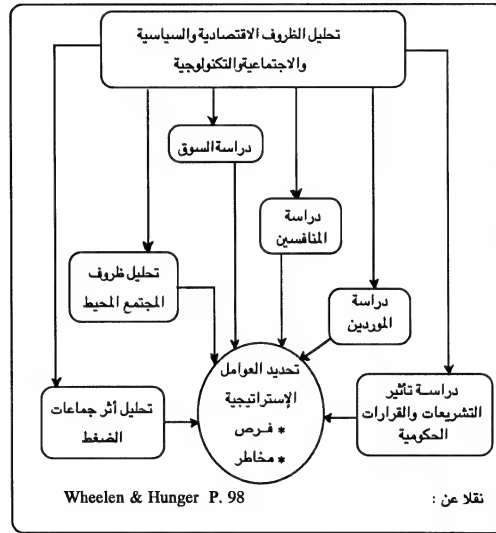 تحليل الظروف الاقتصادية والسياسية
والاجتماعية والتكنولوجية
دراسة السوق
دراسة
المنافسين
تحليل ظروف
المجتمع المحيط
دراسة
الموردين
تحديد العوامل
الإستراتيجية
* فرص
* مخاطر
دراسة تأثير
التشريعات والقرارات
الحكومية
تحليل أثر جماعات
الضغط
نقلا عن : Wheelen & Hunger P. 98